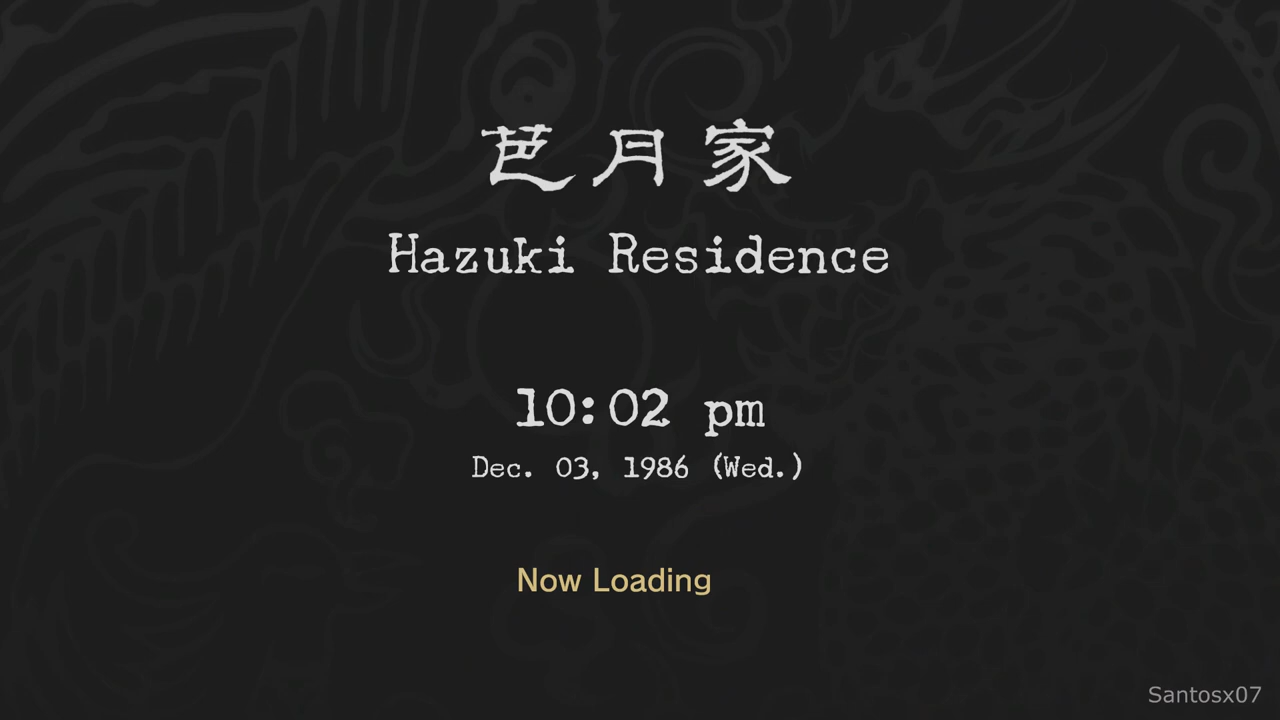 芭月家
Hazuki Residence
10:02 pm
Dec. 03, 1986 (Wed.)
Now Loading
Santosx07